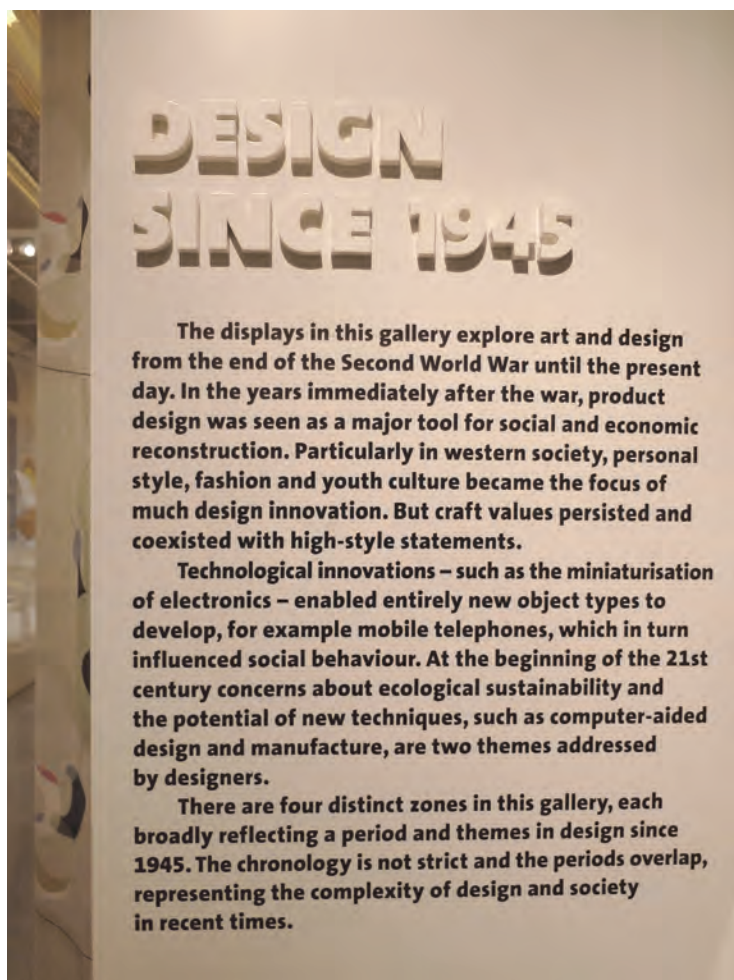 DESIGN
SINCE 1945
The displays in this gallery explore art and design
from the end of the Second World War until the present
day. In the years immediately after the war, product
design was seen as a major tool for social and economic
reconstruction. Particularly in western society, personal
style, fashion and youth culture became the focus of
much design innovation. But craft values persisted and
coexisted with high-style statements.
Technological innovations – such as the miniaturisation
of electronics – enabled entirely new object types to
develop, for example mobile telephones, which in turn
influenced social behaviour. At the beginning of the 21st
century concerns about ecological sustainability and
the potential of new techniques, such as computer-aided
design and manufacture, are two themes addressed
by designers.
There are four distinct zones in this gallery, each
broadly reflecting a period and themes in design since
1945. The chronology is not strict and the periods overlap,
representing the complexity of design and society
in recent times.